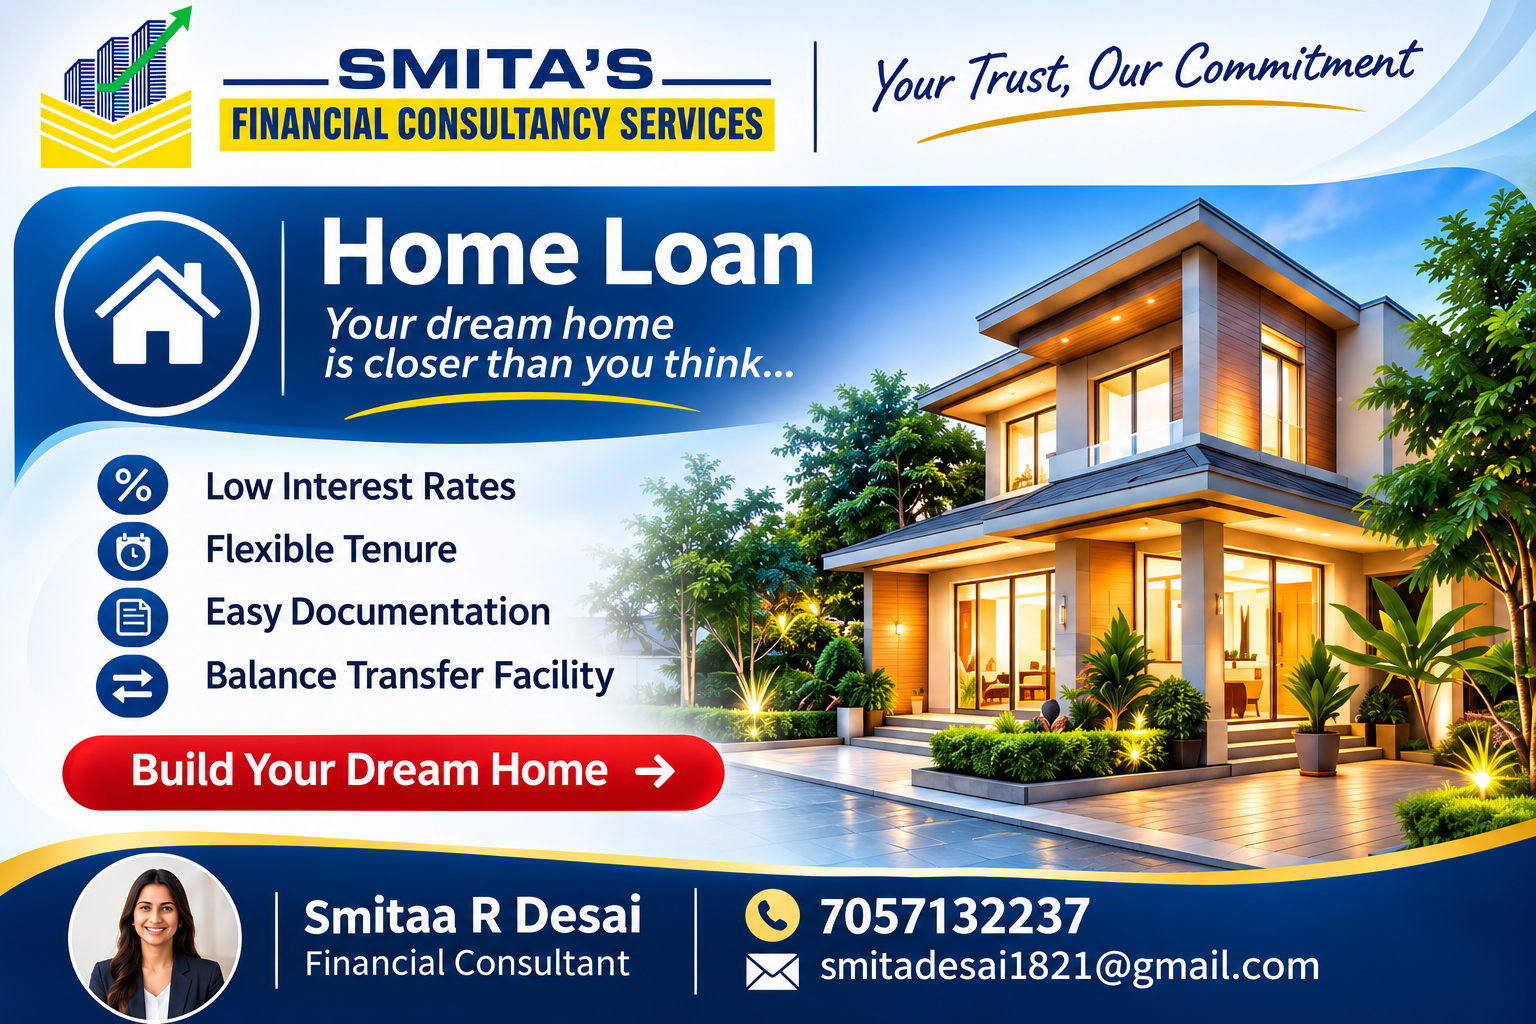 SMITA'S
FINANCIAL CONSULTANCY SERVICES
Your Trust, Our Commitment
Home Loan
Your dream home
is closer than you think...
Low Interest Rates
Flexible Tenure
Easy Documentation
Balance Transfer Facility
Build Your Dream Home
Smitaa R Desai
Financial Consultant
7057132237
smitadesai1821@gmail.com